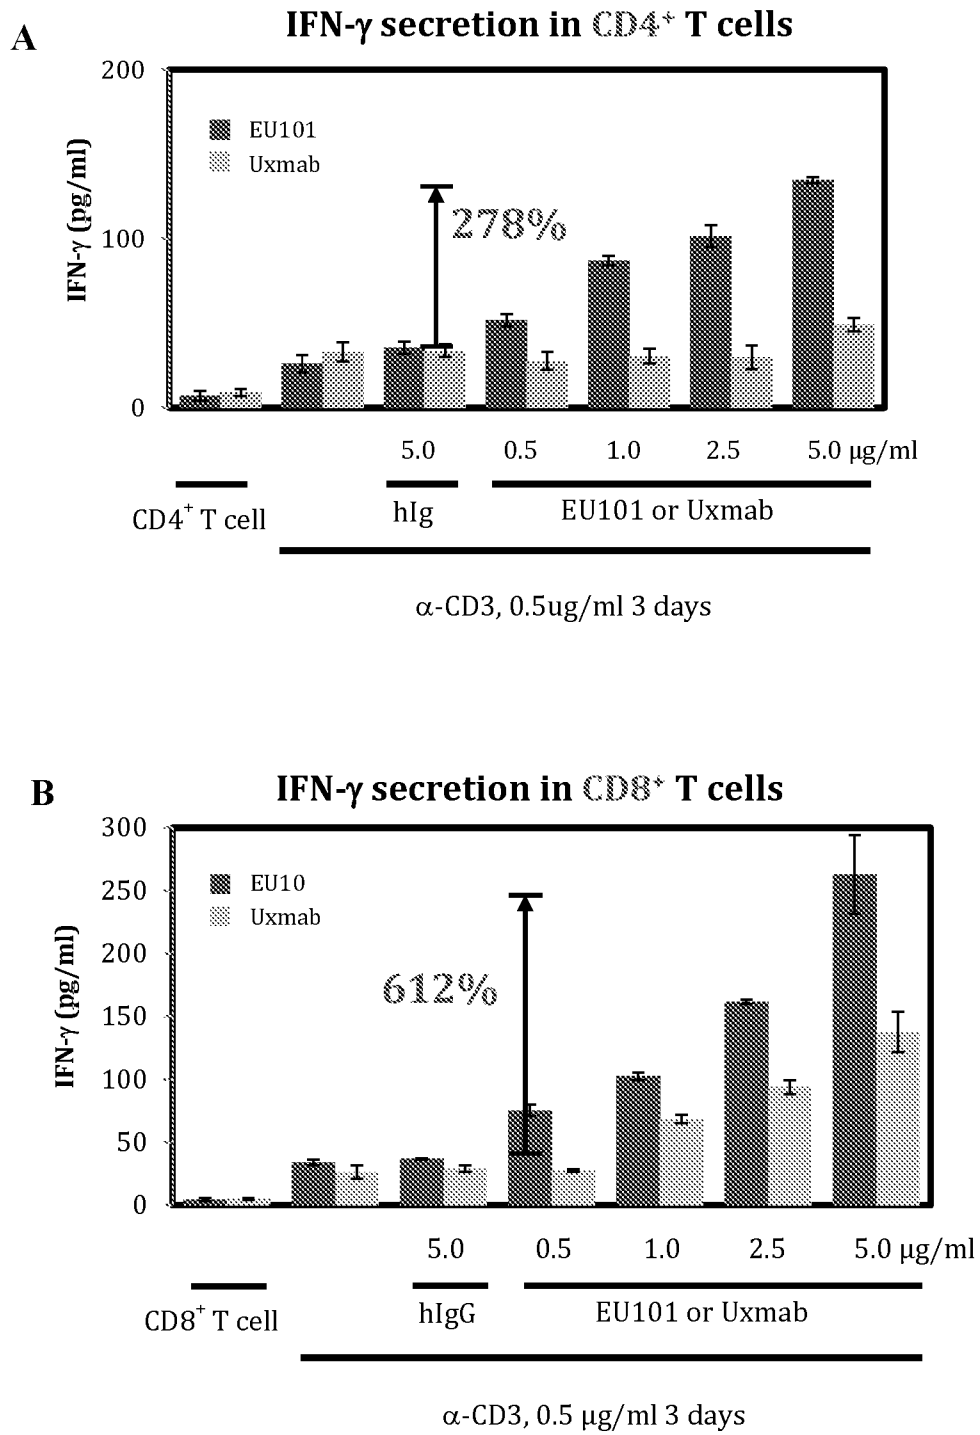 A
IFN-γ secretion in CD4⁺ T cells
200
EU101
Uxmab
278%
100
0
IFN-γ (pg/ml)
5.0 0.5 1.0 2.5 5.0 μg/ml
CD4⁺ T cell hIg EU101 or Uxmab
α-CD3, 0.5ug/ml 3 days
B
IFN-γ secretion in CD8⁺ T cells
300
EU10
250
Uxmab
200
612%
150
100
50
0
IFN-γ (pg/ml)
5.0 0.5 1.0 2.5 5.0 μg/ml
CD8⁺ T cell hIgG EU101 or Uxmab
α-CD3, 0.5 μg/ml 3 days